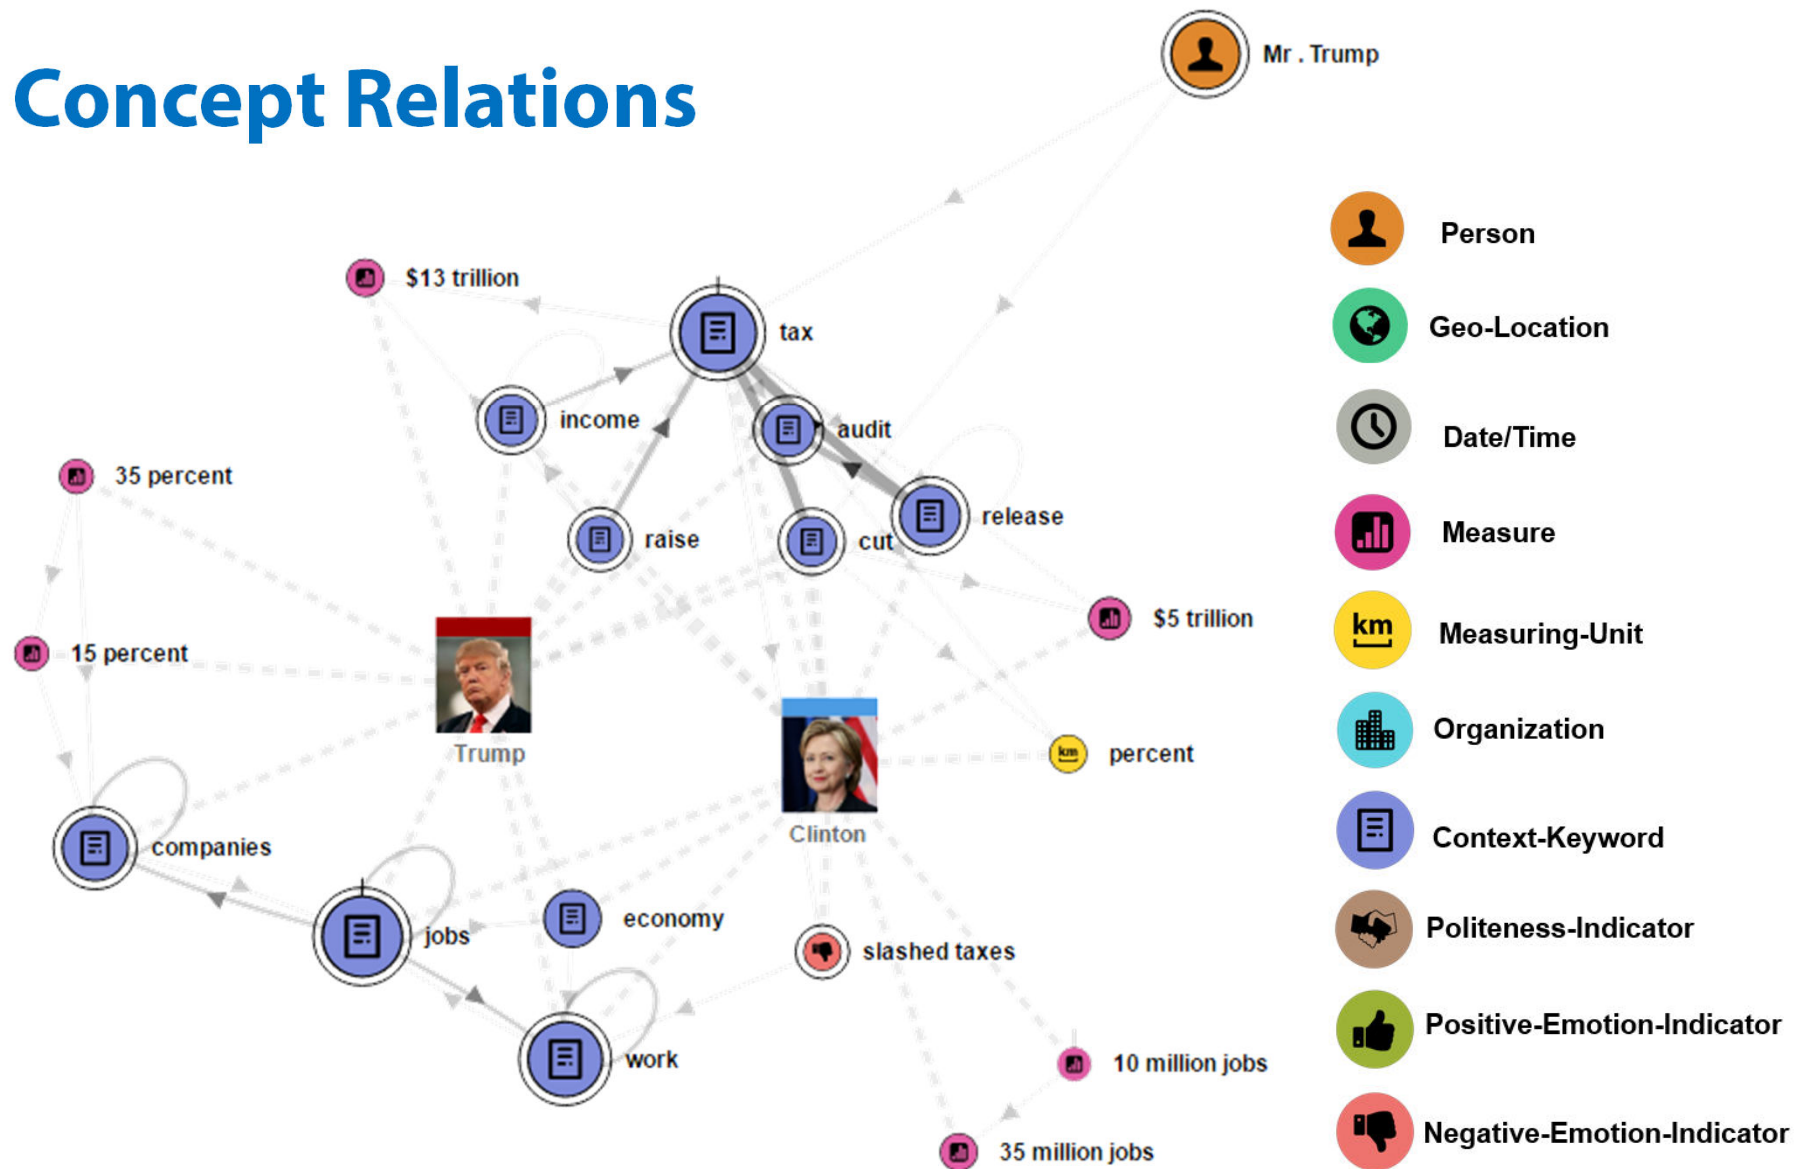 Concept Relations
Mr . Trump
$13 trillion
tax
income
audit
35 percent
raise
cut
release
15 percent
$5 trillion
Trump
percent
Clinton
companies
jobs
economy
slashed taxes
work
10 million jobs
35 million jobs
Person
Geo-Location
Date/Time
Measure
km
Measuring-Unit
Organization
Context-Keyword
Politeness-Indicator
Positive-Emotion-Indicator
Negative-Emotion-Indicator
km